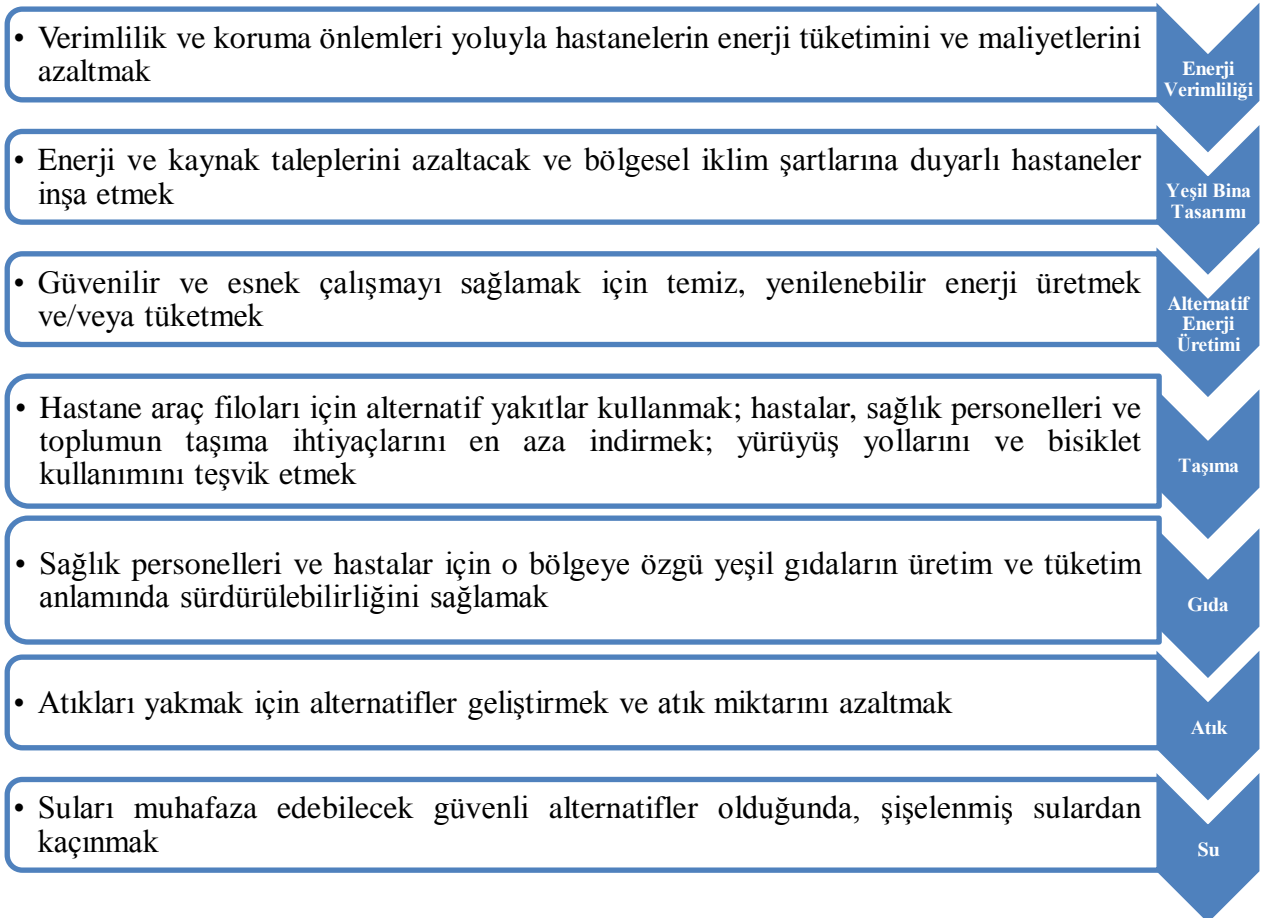 • Verimlilik ve koruma önlemleri yoluyla hastanelerin enerji tüketimini ve maliyetlerini
azaltmak
Enerji
Verimliliği
• Enerji ve kaynak taleplerini azaltacak ve bölgesel iklim şartlarına duyarlı hastaneler
inşa etmek
Yeşil Bina
Tasarımı
• Güvenilir ve esnek çalışmayı sağlamak için temiz, yenilenebilir enerji üretmek
ve/veya tüketmek
Alternatif
Enerji
Üretimi
• Hastane araç filoları için alternatif yakıtlar kullanmak; hastalar, sağlık personelleri ve
toplumun taşıma ihtiyaçlarını en aza indirmek; yürüyüş yollarını ve bisiklet
kullanımını teşvik etmek
Taşıma
• Sağlık personelleri ve hastalar için o bölgeye özgü yeşil gıdaların üretim ve tüketim
anlamında sürdürülebilirliğini sağlamak
Gıda
• Atıkları yakmak için alternatifler geliştirmek ve atık miktarını azaltmak
Atık
• Suları muhafaza edebilecek güvenli alternatifler olduğunda, şişelenmiş sulardan
kaçınmak
Su